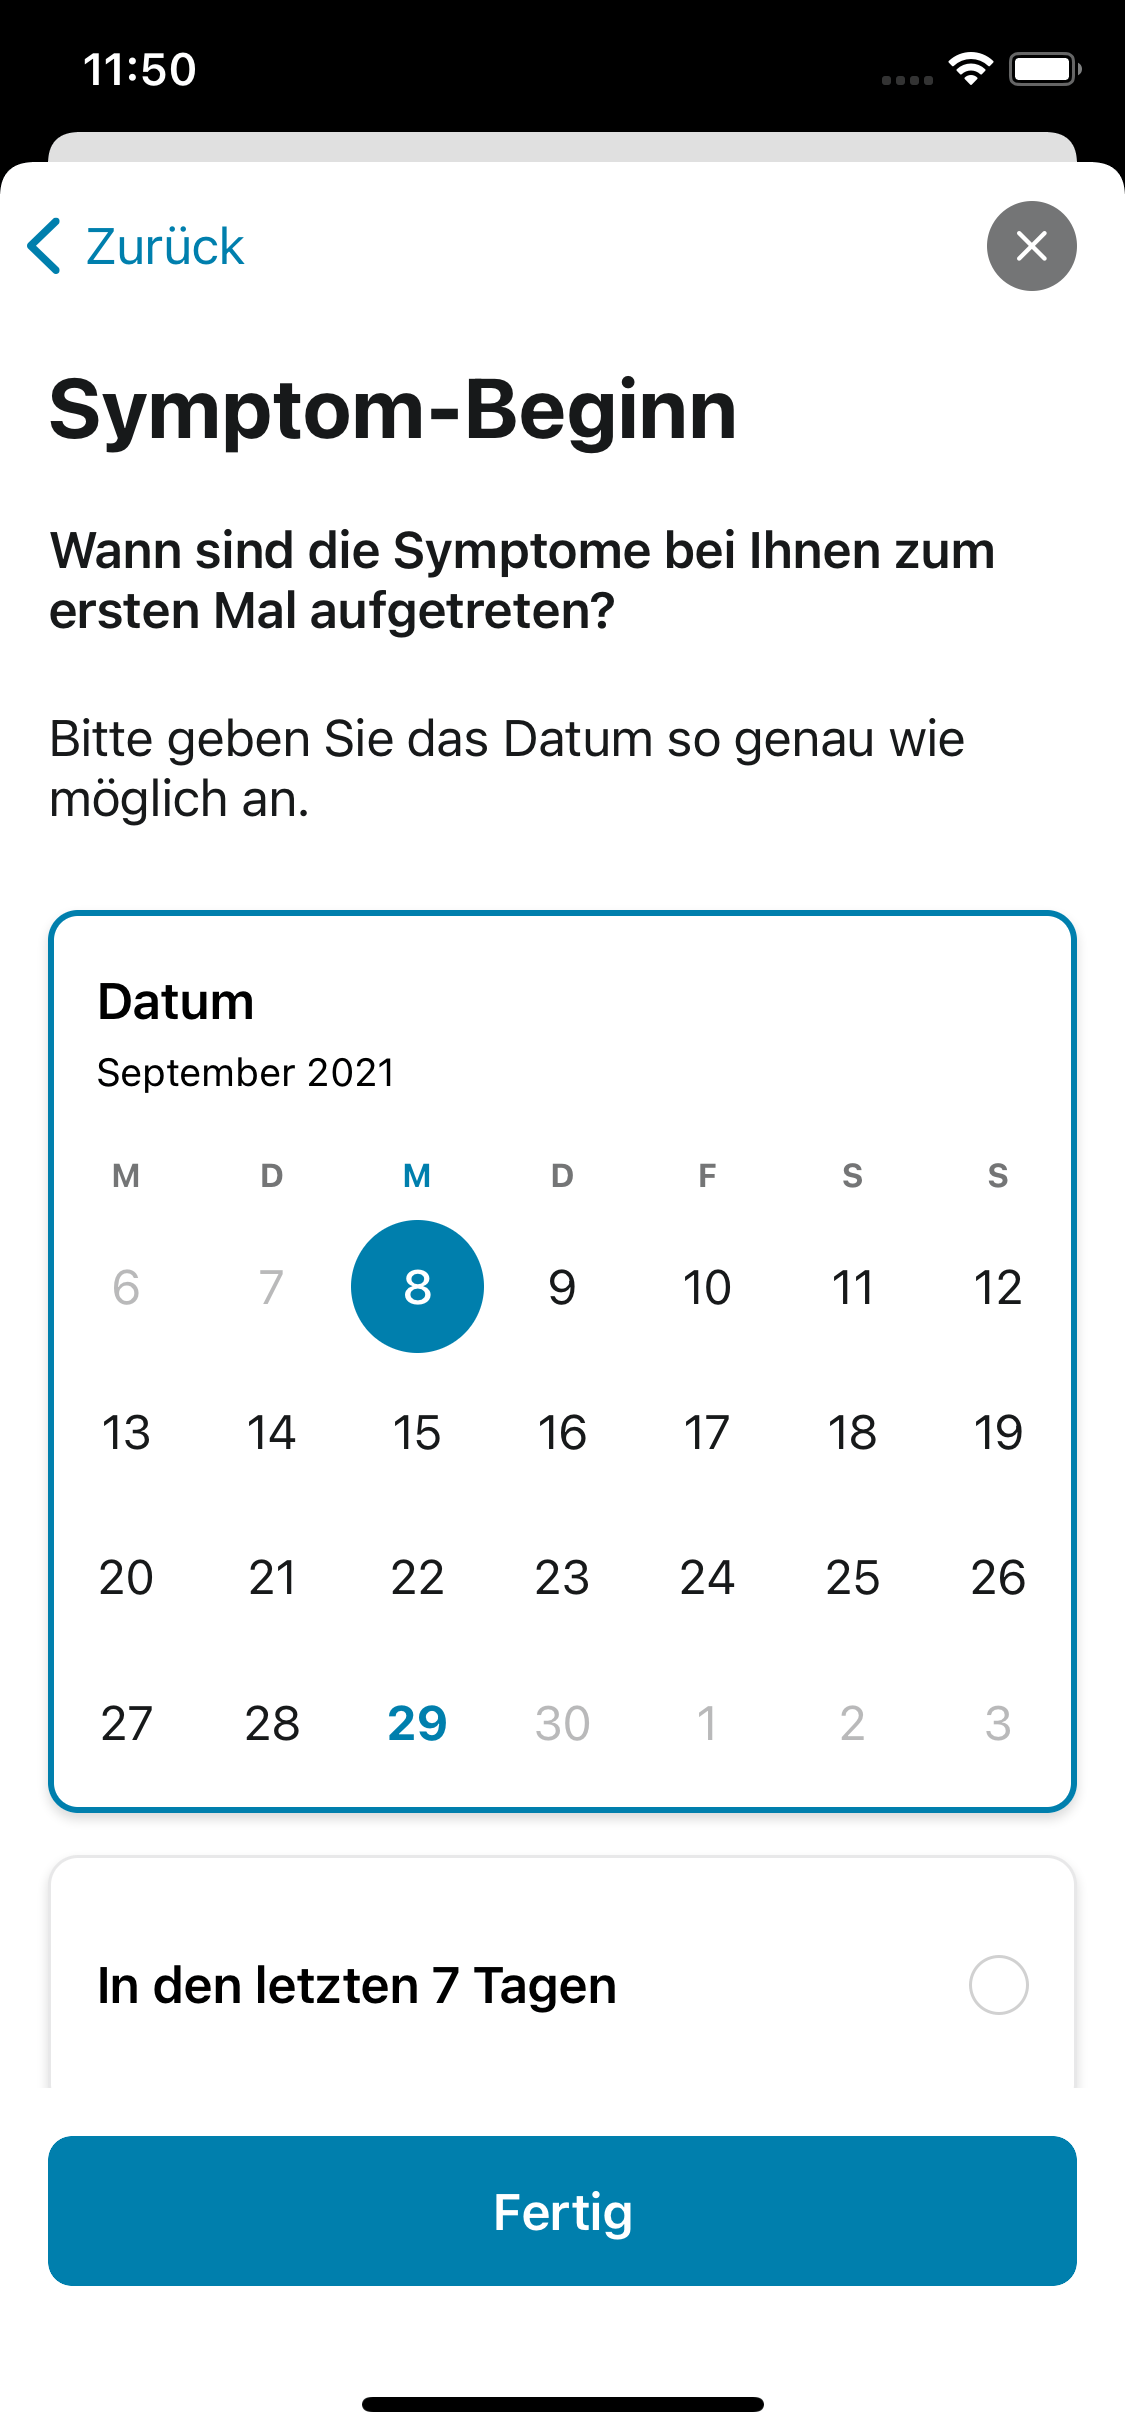 11:50
Zurück
Symptom-Beginn
Wann sind die Symptome bei Ihnen zum
ersten Mal aufgetreten?
Bitte geben Sie das Datum so genau wie
möglich an.
Datum
September 2021
M D M D F S S
6 7 8 9 10 11 12
13 14 15 16 17 18 19
20 21 22 23 24 25 26
27 28 29 30 1 2 3
In den letzten 7 Tagen
Fertig